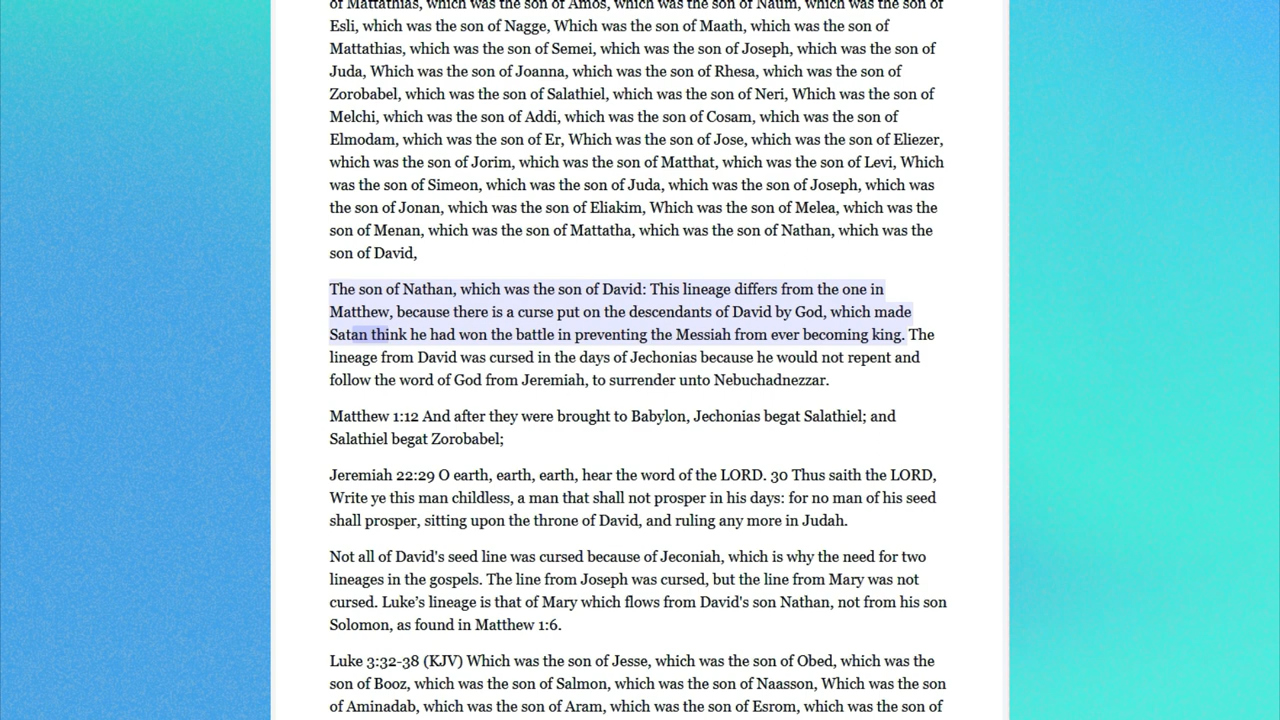 of Mattathias, which was the son of Amos, which was the son of Naum, which was the son of
Esli, which was the son of Nagge, Which was the son of Maath, which was the son of
Mattathias, which was the son of Semei, which was the son of Joseph, which was the son of
Juda, Which was the son of Joanna, which was the son of Rhesa, which was the son of
Zorobabel, which was the son of Salathiel, which was the son of Neri, Which was the son of
Melchi, which was the son of Addi, which was the son of Cosam, which was the son of
Elmodam, which was the son of Er, Which was the son of Jose, which was the son of Eliezer,
which was the son of Jorim, which was the son of Matthat, which was the son of Levi, Which
was the son of Simeon, which was the son of Juda, which was the son of Joseph, which was
the son of Jonan, which was the son of Eliakim, Which was the son of Melea, which was the
son of Menan, which was the son of Mattatha, which was the son of Nathan, which was the
son of David,
The son of Nathan, which was the son of David: This lineage differs from the one in
Matthew, because there is a curse put on the descendants of David by God, which made
Satan think he had won the battle in preventing the Messiah from ever becoming king. The
lineage from David was cursed in the days of Jechonias because he would not repent and
follow the word of God from Jeremiah, to surrender unto Nebuchadnezzar.
Matthew 1:12 And after they were brought to Babylon, Jechonias begat Salathiel; and
Salathiel begat Zorobabel;
Jeremiah 22:29 O earth, earth, earth, hear the word of the LORD. 30 Thus saith the LORD,
Write ye this man childless, a man that shall not prosper in his days: for no man of his seed
shall prosper, sitting upon the throne of David, and ruling any more in Judah.
Not all of David's seed line was cursed because of Jeconiah, which is why the need for two
lineages in the gospels. The line from Joseph was cursed, but the line from Mary was not
cursed. Luke’s lineage is that of Mary which flows from David's son Nathan, not from his son
Solomon, as found in Matthew 1:6.
Luke 3:32-38 (KJV) Which was the son of Jesse, which was the son of Obed, which was the
son of Booz, which was the son of Salmon, which was the son of Naasson, Which was the son
of Aminadab, which was the son of Aram, which was the son of Esrom, which was the son of